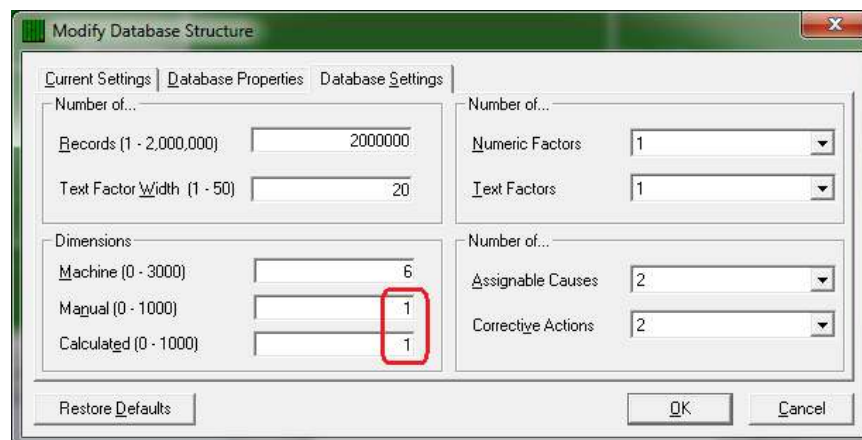 Modify Database Structure
Current Settings
Database Properties
Database Settings
Number of...
Records (1 - 2,000,000)
2000000
Text Factor Width (1 - 50)
20
Number of...
Numeric Factors
1
Text Factors
1
Dimensions
Machine (0 - 3000)
6
Manual (0 - 1000)
1
Calculated (0 - 1000)
1
Number of...
Assignable Causes
2
Corrective Actions
2
Restore Defaults
OK
Cancel